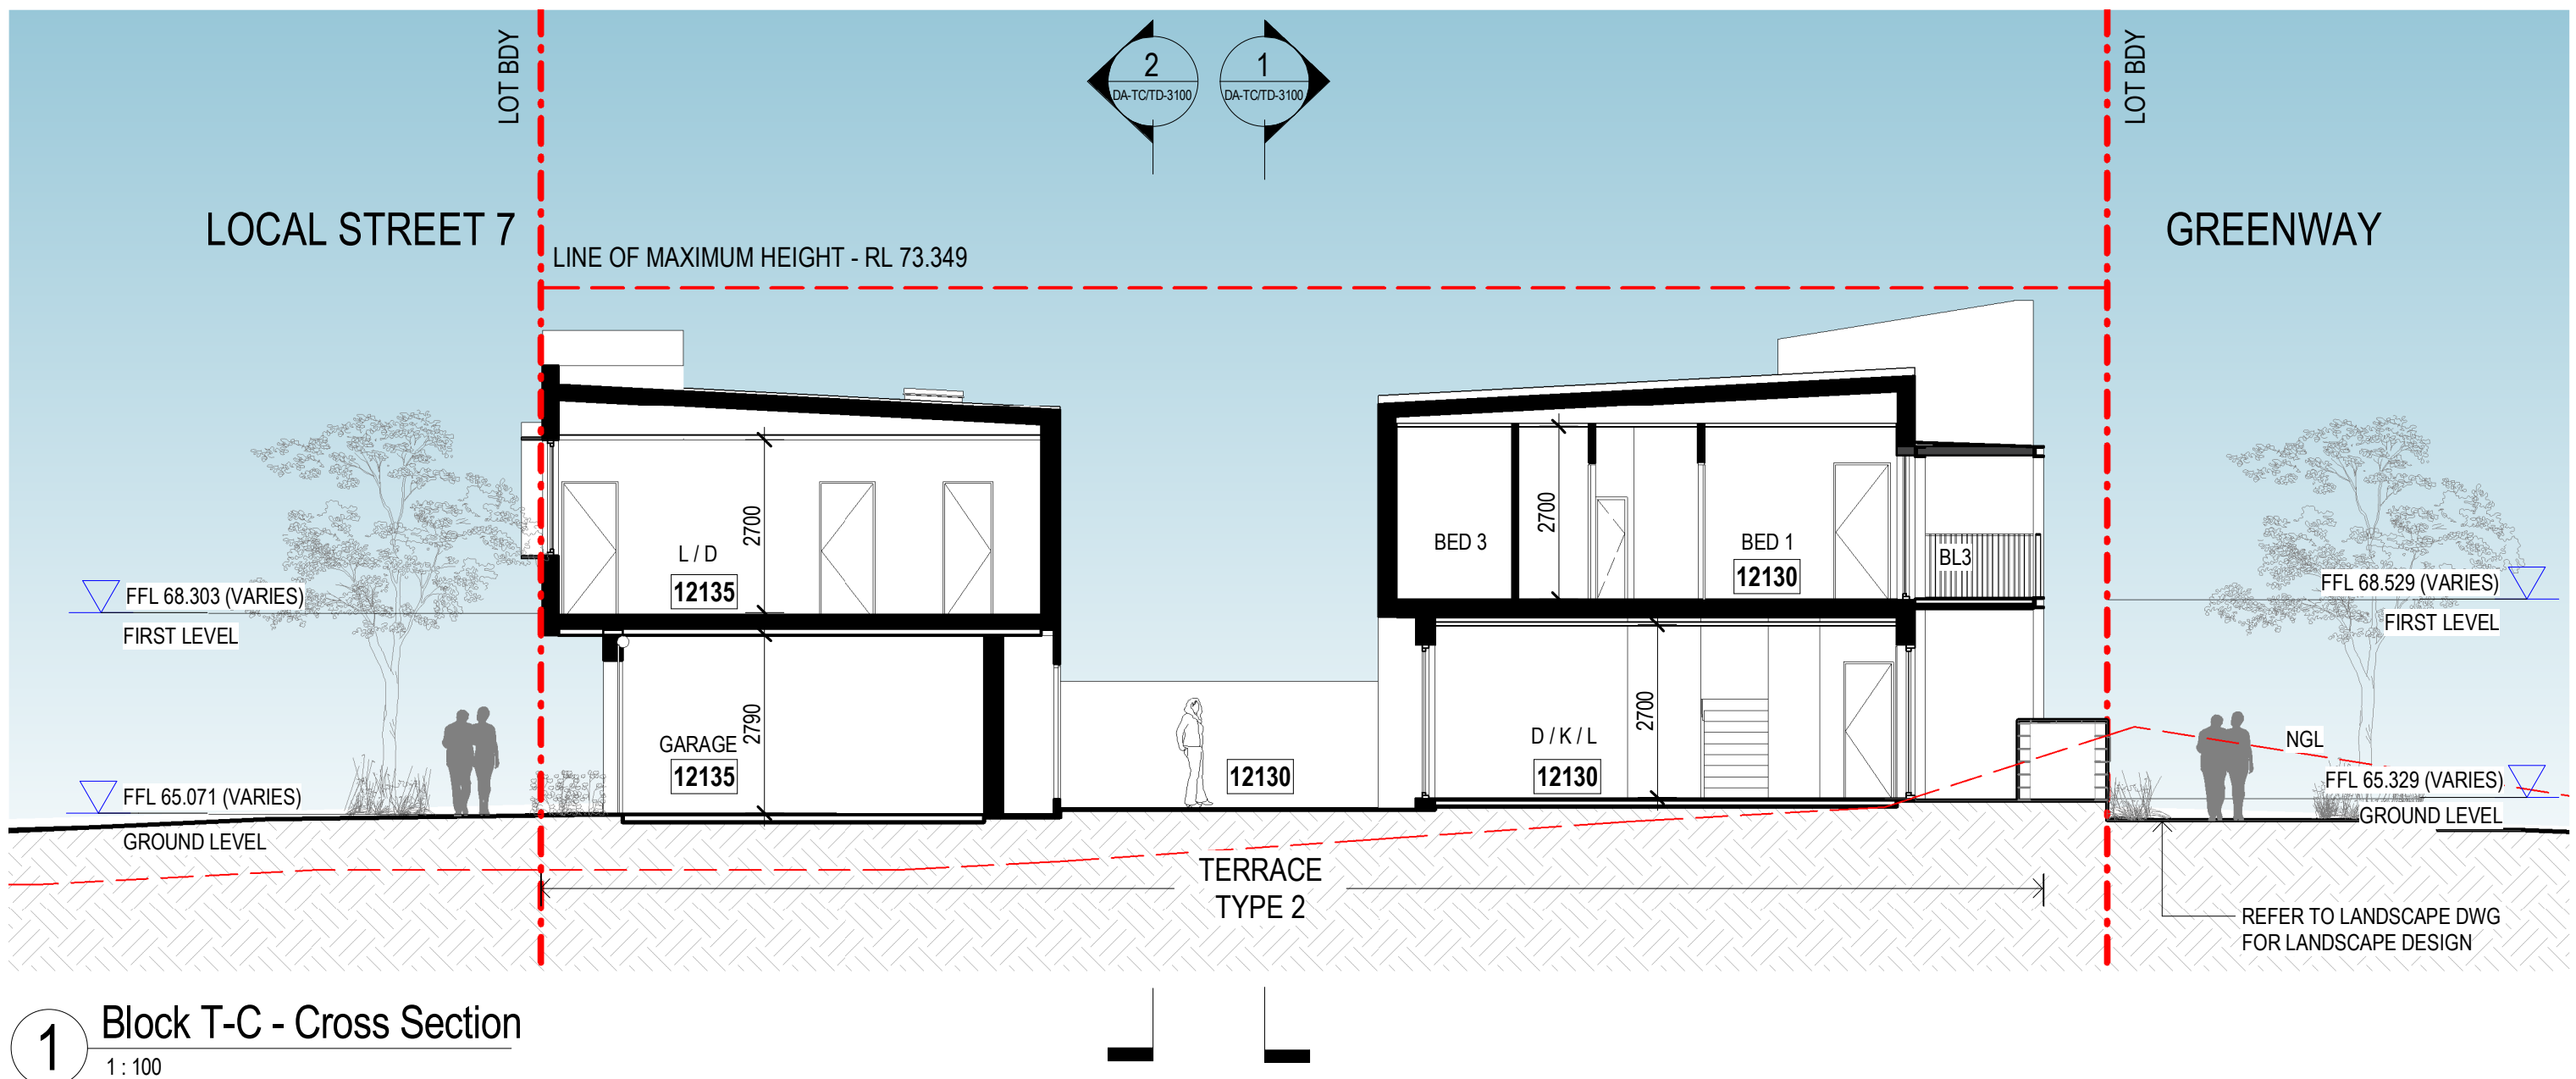 LOT BDY
2
DA-TC/TD-3100
1
DA-TC/TD-3100
LOT BDY
LOCAL STREET 7
GREENWAY
LINE OF MAXIMUM HEIGHT - RL 73.349
2700
L / D
12135
BED 3
2700
BED 1
12130
BL3
FFL 68.303 (VARIES)
FIRST LEVEL
FFL 68.529 (VARIES)
FIRST LEVEL
GARAGE
2790
12135
12130
D / K / L
12130
2700
NGL
FFL 65.071 (VARIES)
GROUND LEVEL
FFL 65.329 (VARIES)
GROUND LEVEL
TERRACE
TYPE 2
REFER TO LANDSCAPE DWG
FOR LANDSCAPE DESIGN
1
Block T-C - Cross Section
1 : 100